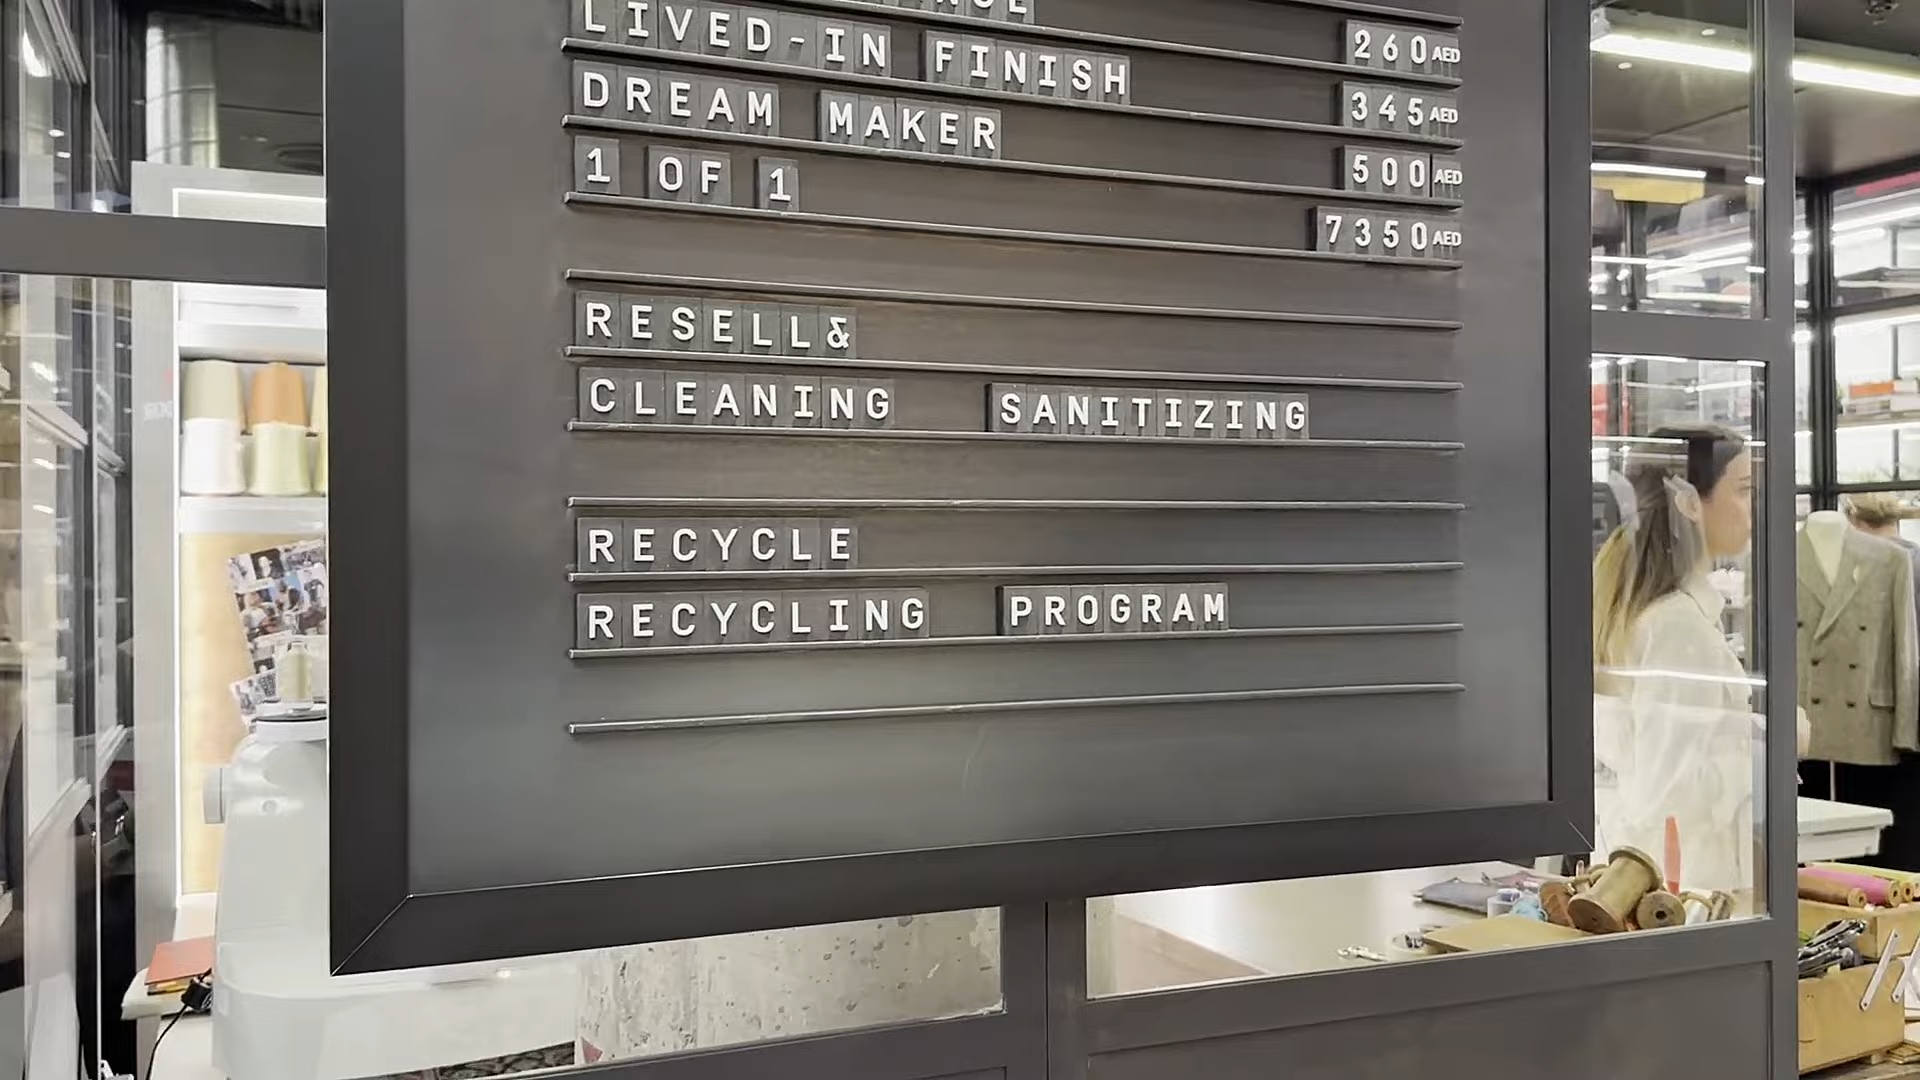 260 AED
LIVED-IN FINISH 345 AED
DREAM MAKER 500 AED
1 OF 1 7350 AED
RESELL&
CLEANING SANITIZING
RECYCLE
RECYCLING PROGRAM